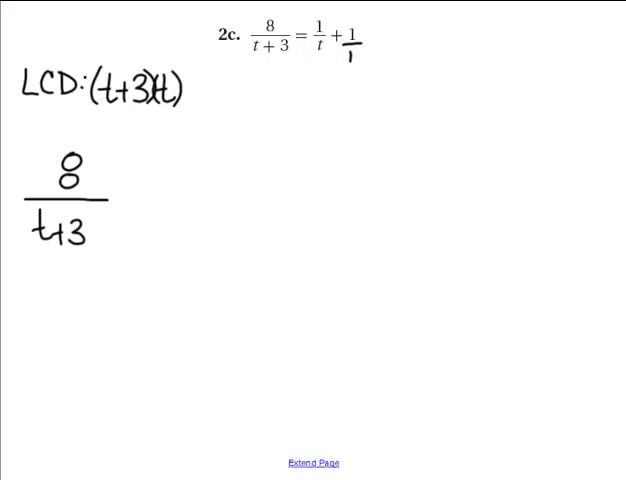 2c. 8/(t + 3) = 1/t + 1/1
LCD: (t+3)(t)
8
t+3
Extend Page